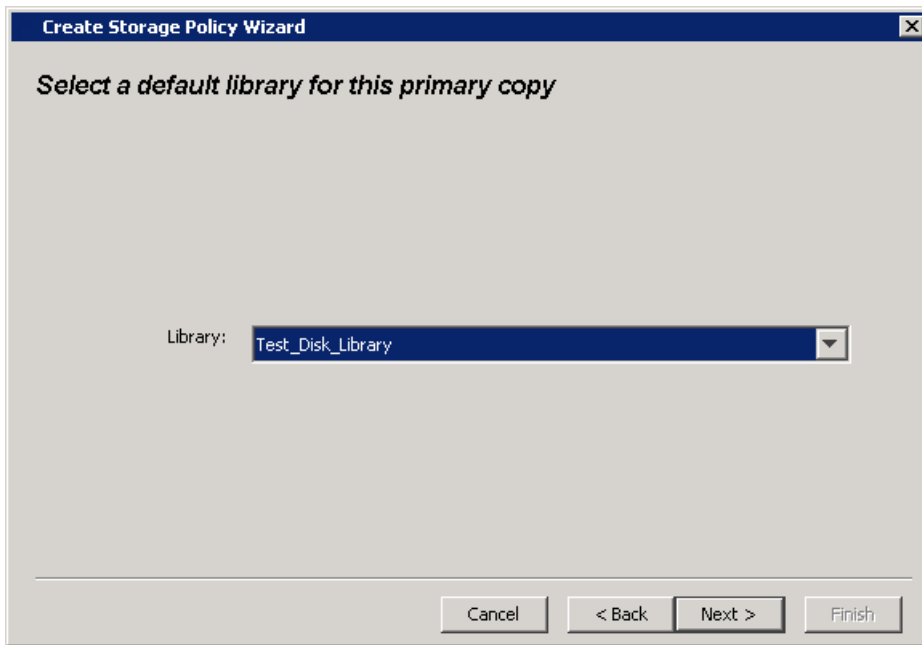 Create Storage Policy Wizard
Select a default library for this primary copy
Library: Test_Disk_Library
Cancel < Back Next > Finish